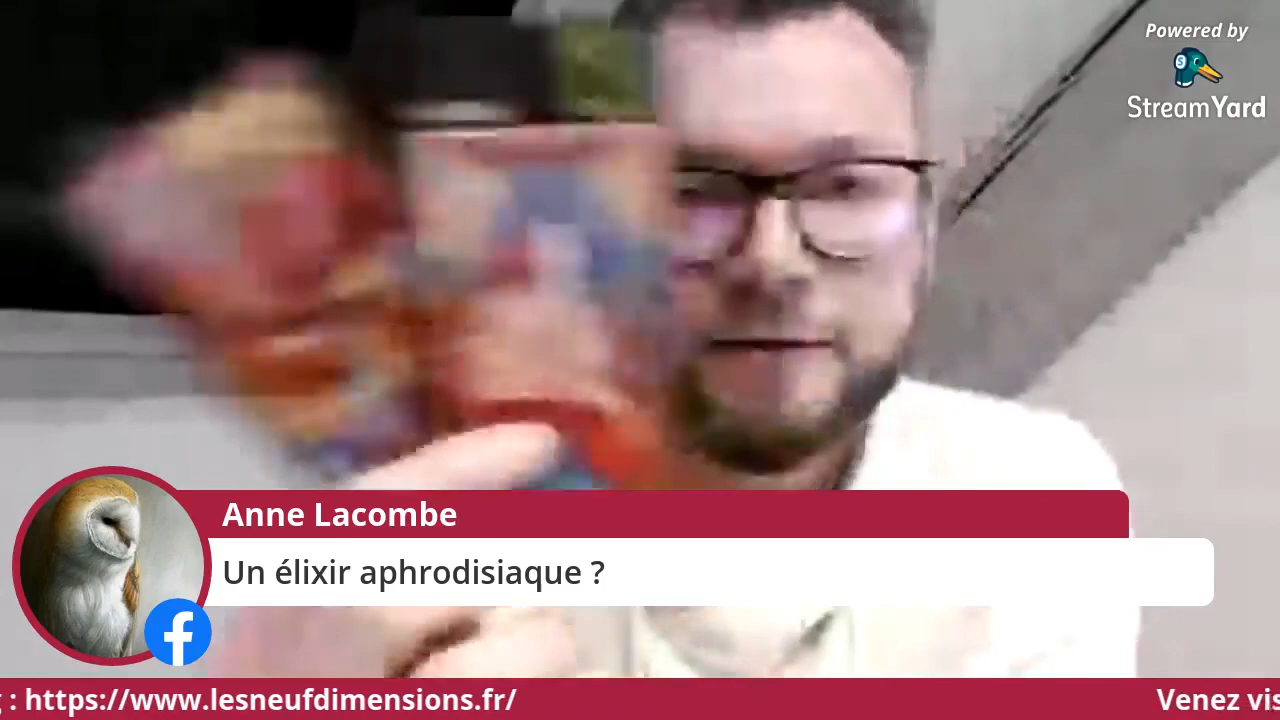 Powered by
StreamYard
Anne Lacombe
Un élixir aphrodisiaque ?
: https://www.lesneufdimensions.fr/
Venez vis